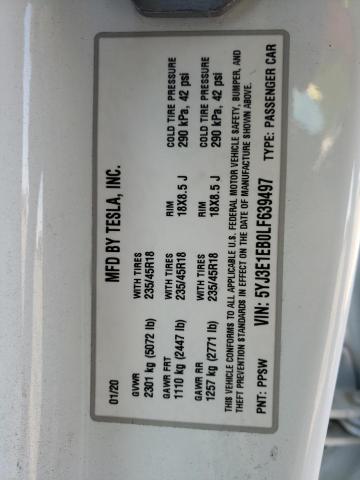 MFD BY TESLA, INC.
01/20
GVWR
2301 kg (5072 lb)
WITH TIRES
235/45R18
RIM
18X8.5 J
COLD TIRE PRESSURE
290 kPa, 42 psi
GAWR FRT
1110 kg (2447 lb)
WITH TIRES
235/45R18
RIM
18X8.5 J
COLD TIRE PRESSURE
290 kPa, 42 psi
GAWR RR
1257 kg (2771 lb)
WITH TIRES
235/45R18
THIS VEHICLE CONFORMS TO ALL APPLICABLE U.S. FEDERAL MOTOR VEHICLE SAFETY, BUMPER, AND
THEFT PREVENTION STANDARDS IN EFFECT ON THE DATE OF MANUFACTURE SHOWN ABOVE.
VIN: 5YJ3E1EB0LF639497
PNT: PPSW
TYPE: PASSENGER CAR